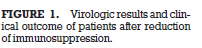 FIGURE 1. Virologic results and clin-
ical outcome of patients after reduction
of immunosuppression.